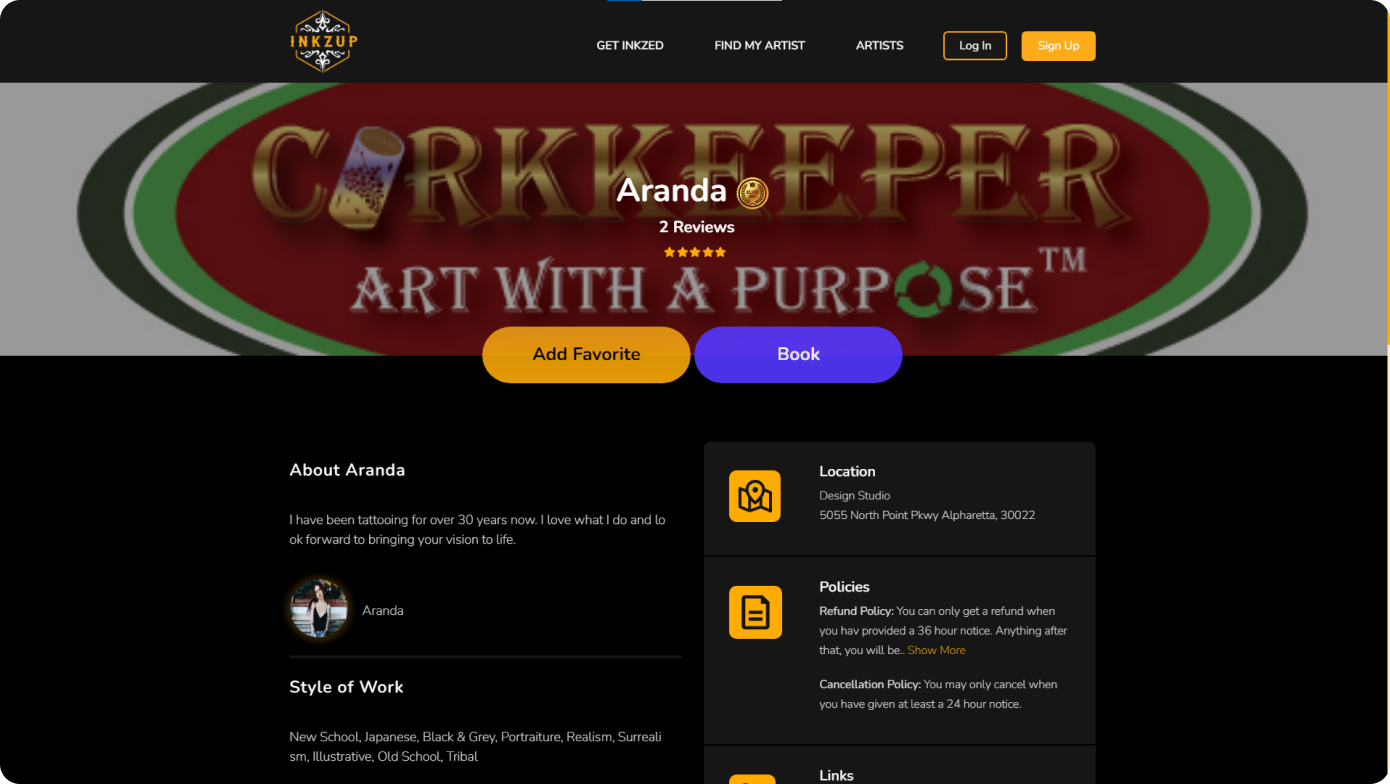 INKZUP
GET INKZED
FIND MY ARTIST
ARTISTS
Log In
Sign Up
CORKKEEPER
Aranda
2 Reviews
ART WITH A PURPOSE™
Add Favorite
Book
About Aranda
I have been tattooing for over 30 years now. I love what I do and lo
ok forward to bringing your vision to life.
Aranda
Style of Work
New School, Japanese, Black & Grey, Portraiture, Realism, Surreali
sm, Illustrative, Old School, Tribal
Location
Design Studio
5055 North Point Pkwy Alpharetta, 30022
Policies
Refund Policy: You can only get a refund when
you hav provided a 36 hour notice. Anything after
that, you will be.. Show More
Cancellation Policy: You may only cancel when
you have given at least a 24 hour notice.
Links